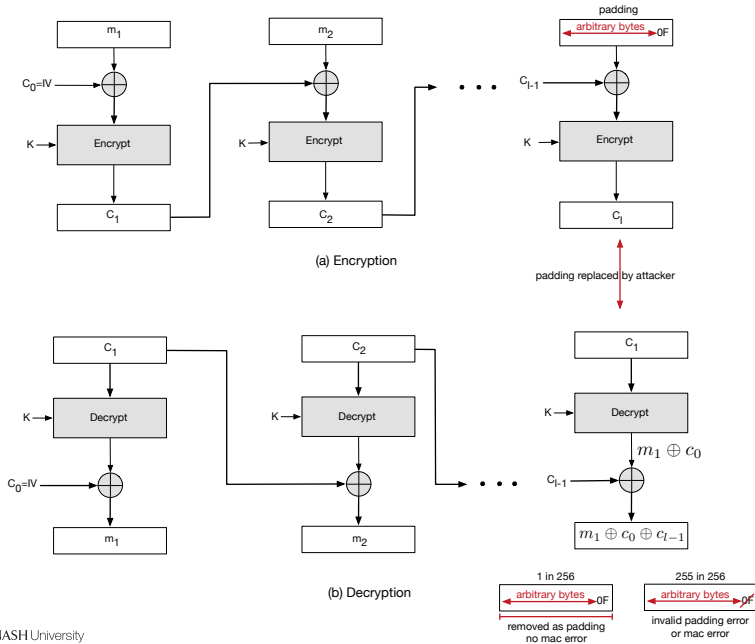 padding
m1
m2
arbitrary bytes 0F
C0=IV
Cl-1
K
Encrypt
K
Encrypt
K
Encrypt
C1
C2
Cl
(a) Encryption
padding replaced by attacker
C1
C2
C1
K
Decrypt
K
Decrypt
K
Decrypt
m1 ⊕ c0
C0=IV
Cl-1
m1
m2
m1 ⊕ c0 ⊕ cl-1
(b) Decryption
1 in 256
255 in 256
arbitrary bytes 0F
arbitrary bytes 0F
removed as padding
no mac error
invalid padding error
or mac error
NASH University